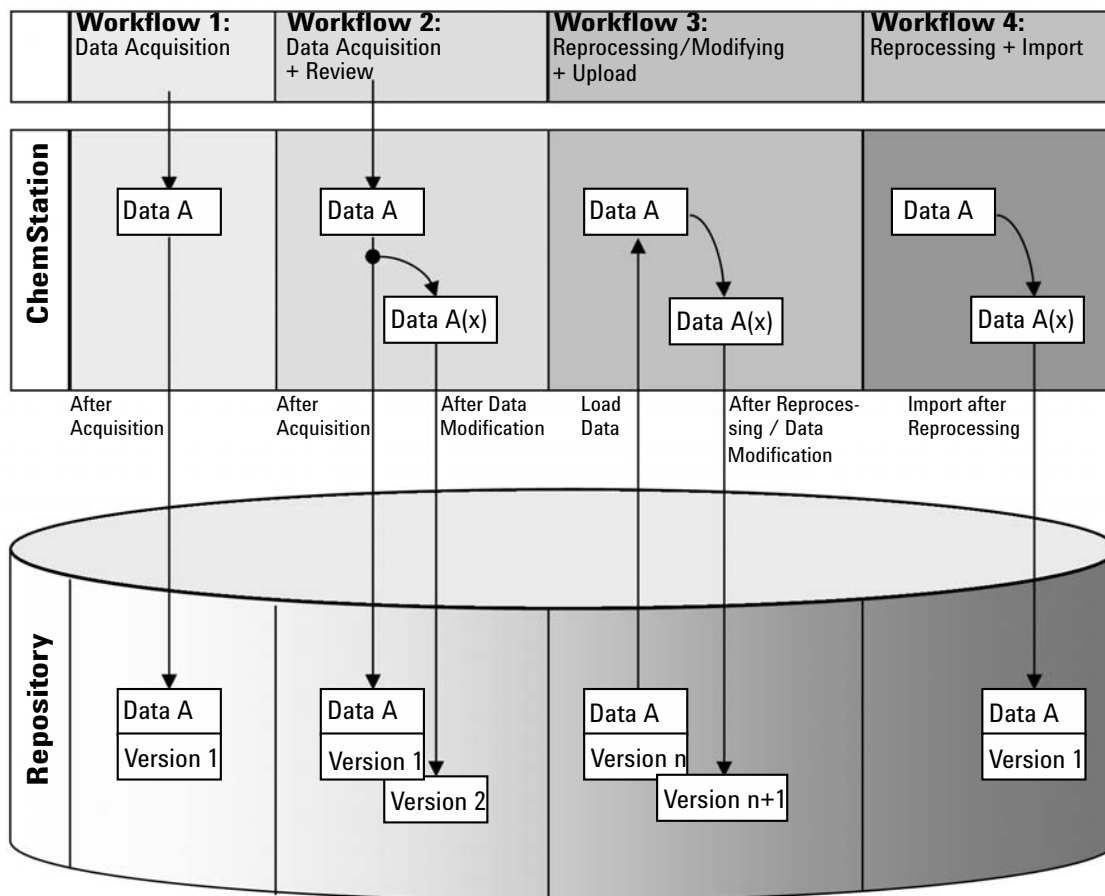 Workflow 1:
Data Acquisition
Workflow 2:
Data Acquisition
+ Review
Workflow 3:
Reprocessing/Modifying
+ Upload
Workflow 4:
Reprocessing + Import
ChemStation
Data A
Data A
Data A(x)
Data A
Data A(x)
Data A
Data A(x)
After
Acquisition
After
Acquisition
After Data
Modification
Load
Data
After Reproces-
sing / Data
Modification
Import after
Reprocessing
Repository
Data A
Version 1
Data A
Version 1
Version 2
Data A
Version n
Version n+1
Data A
Version 1